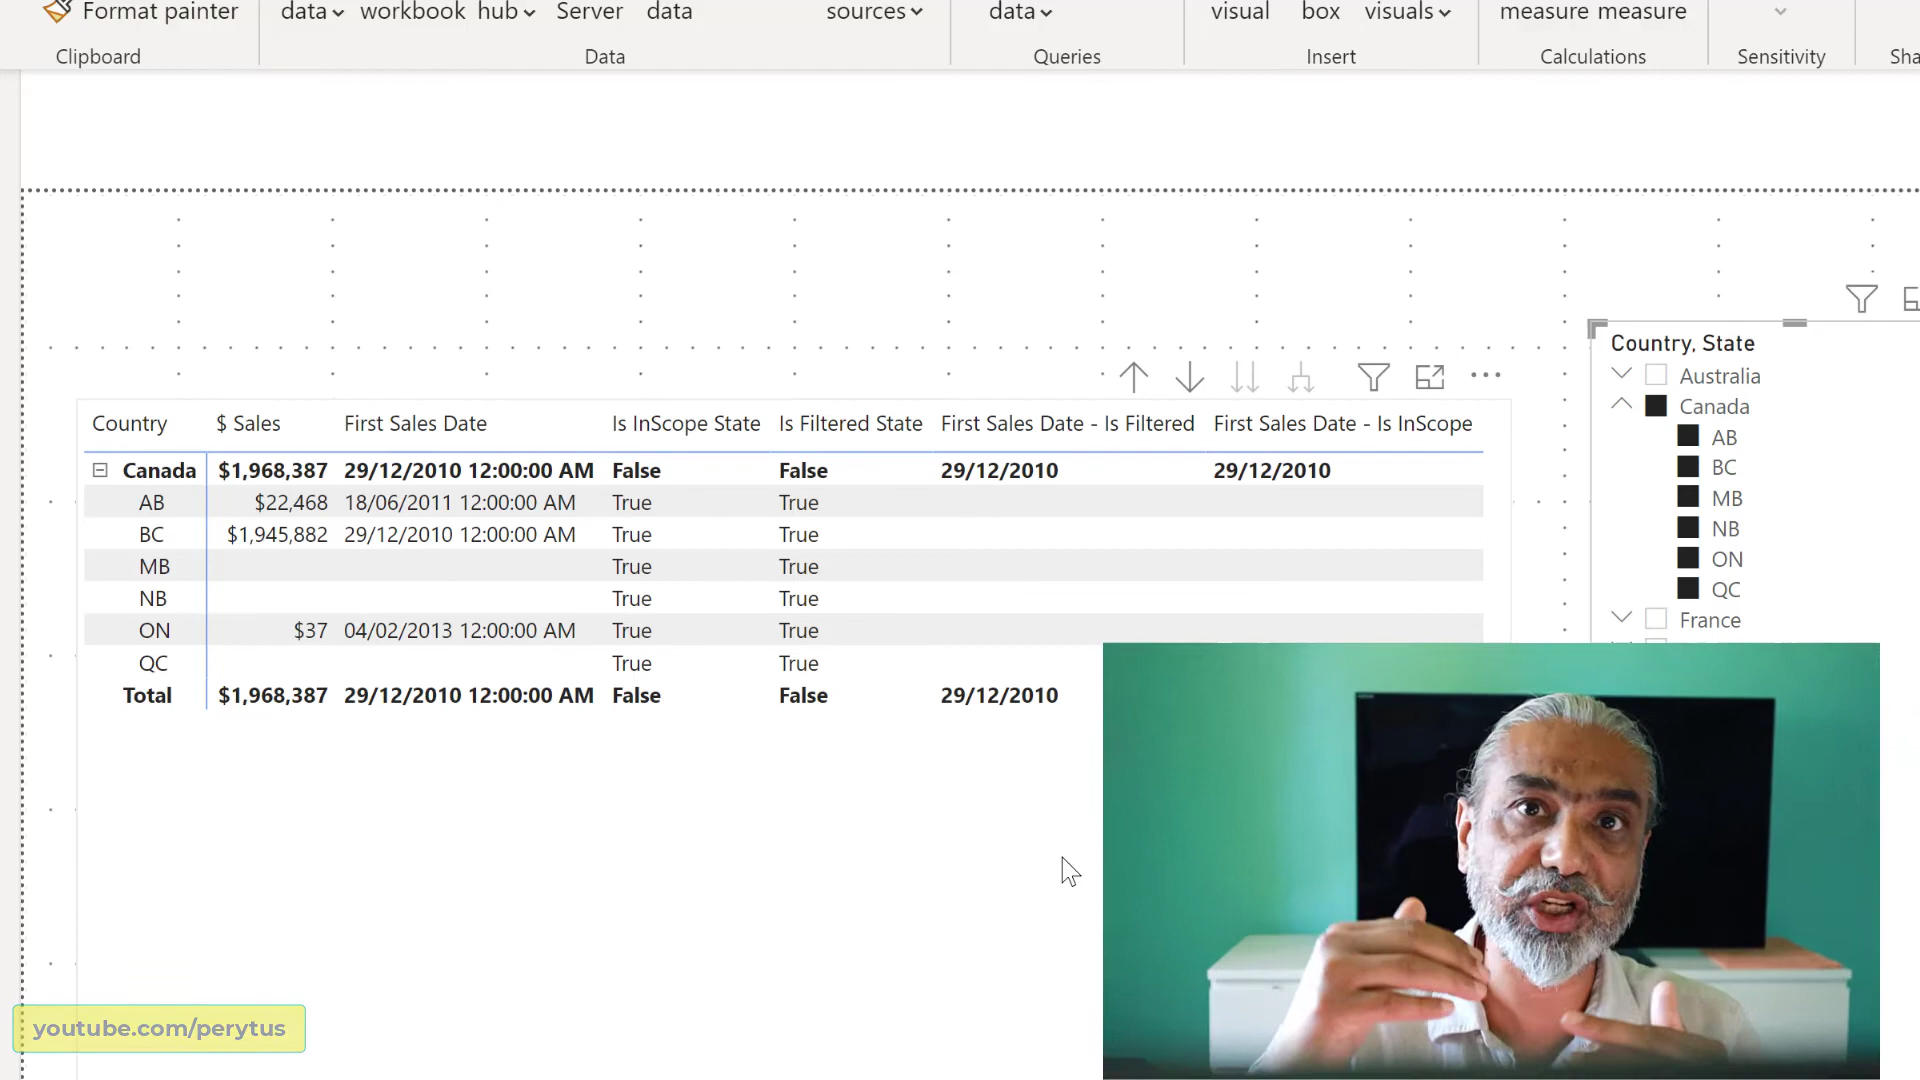 Format painter
data workbook hub Server data
sources
data
visual box visuals
measure measure
Clipboard
Data
Queries
Insert
Calculations
Sensitivity
Sha
Country $ Sales First Sales Date Is InScope State Is Filtered State First Sales Date - Is Filtered First Sales Date - Is InScope
Canada $1,968,387 29/12/2010 12:00:00 AM False False 29/12/2010 29/12/2010
AB $22,468 18/06/2011 12:00:00 AM True True
BC $1,945,882 29/12/2010 12:00:00 AM True True
MB True True
NB True True
ON $37 04/02/2013 12:00:00 AM True True
QC True True
Total $1,968,387 29/12/2010 12:00:00 AM False False 29/12/2010
Country, State
Australia
Canada
AB
BC
MB
NB
ON
QC
France
youtube.com/perytus